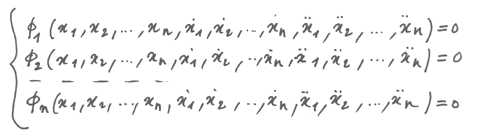 ϕ₁ (x₁, x₂, ..., xₙ, ẋ₁, ẋ₂, .., ẋₙ, ẍ₁, ẍ₂, ..., ẍₙ) = 0
ϕ₂ (x₁, x₂, ..., xₙ, ẋ₁, ẋ₂, .., ẋₙ, ẍ₁, ẍ₂, ..., ẍₙ) = 0
— — — — —
ϕₙ (x₁, x₂, .., xₙ, ẋ₁, ẋ₂, .., ẋₙ, ẍ₁, ẍ₂, ..., ẍₙ) = 0